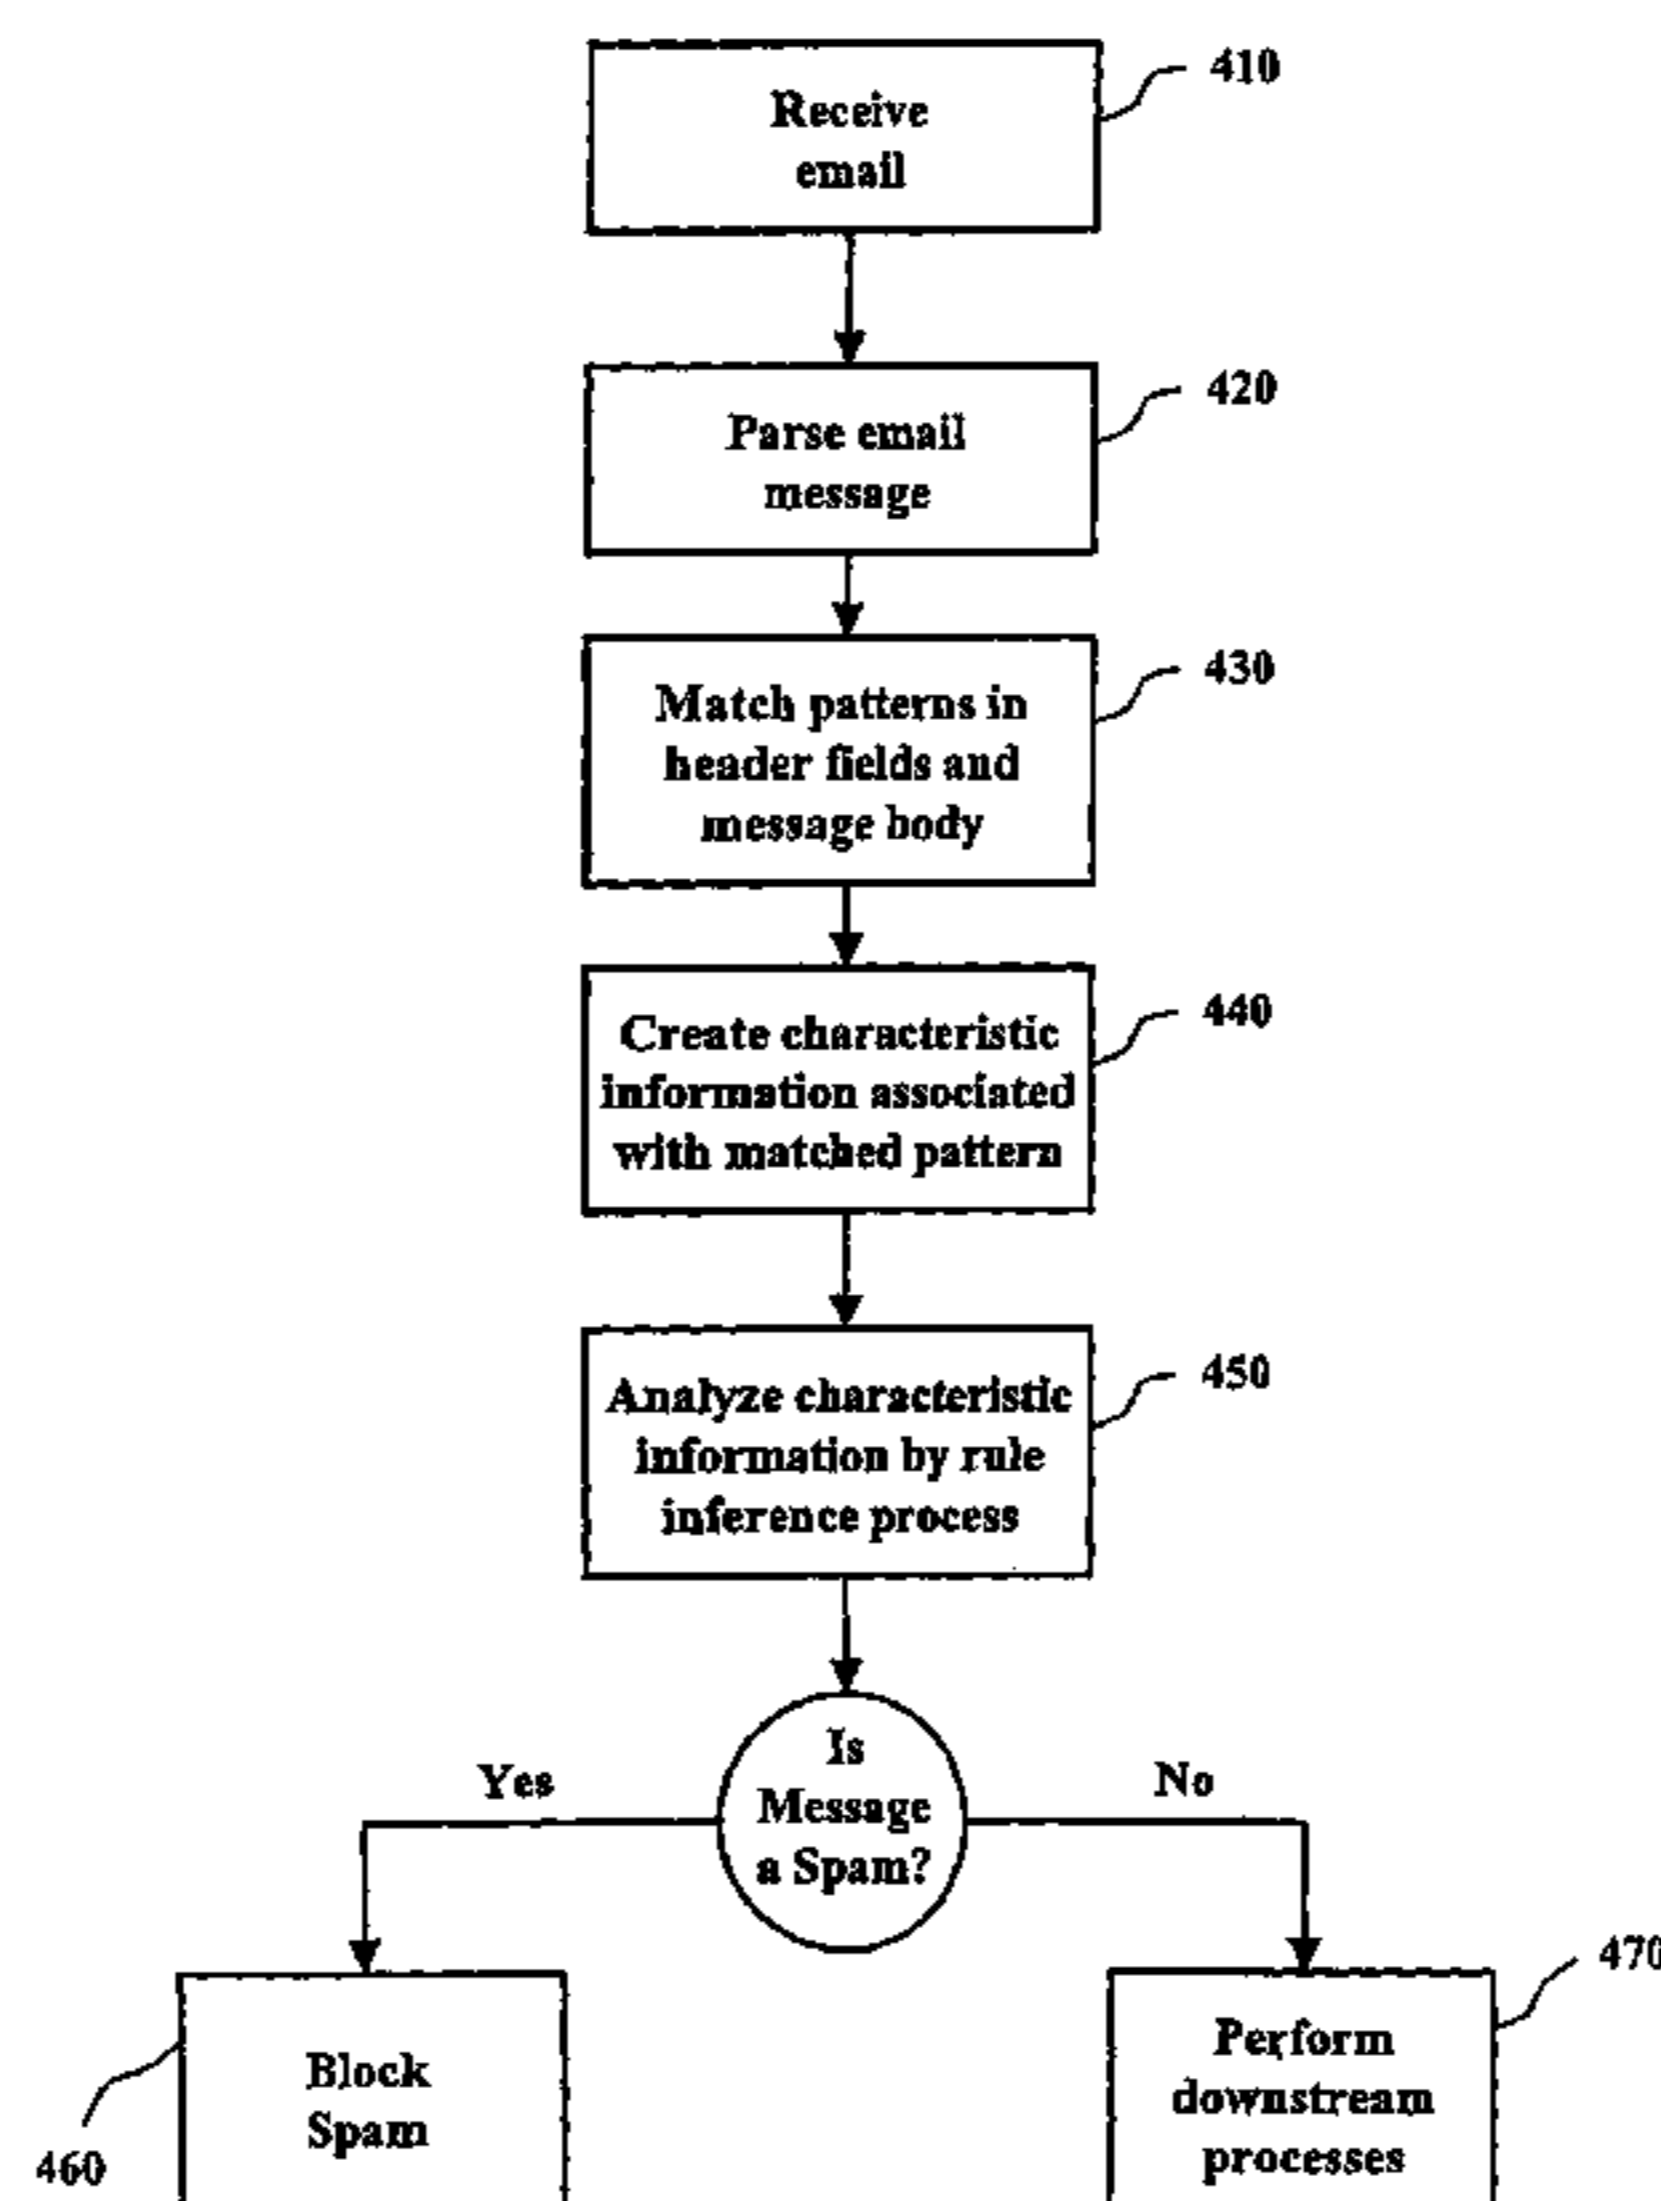 Receive
email
410
Parse email
message
420
Match patterns in
header fields and
message body
430
Create characteristic
information associated
with matched pattern
440
Analyze characteristic
information by rule
inference process
450
Is
Message
a Spam?
Yes
No
Block
Spam
460
Perform
downstream
processes
470